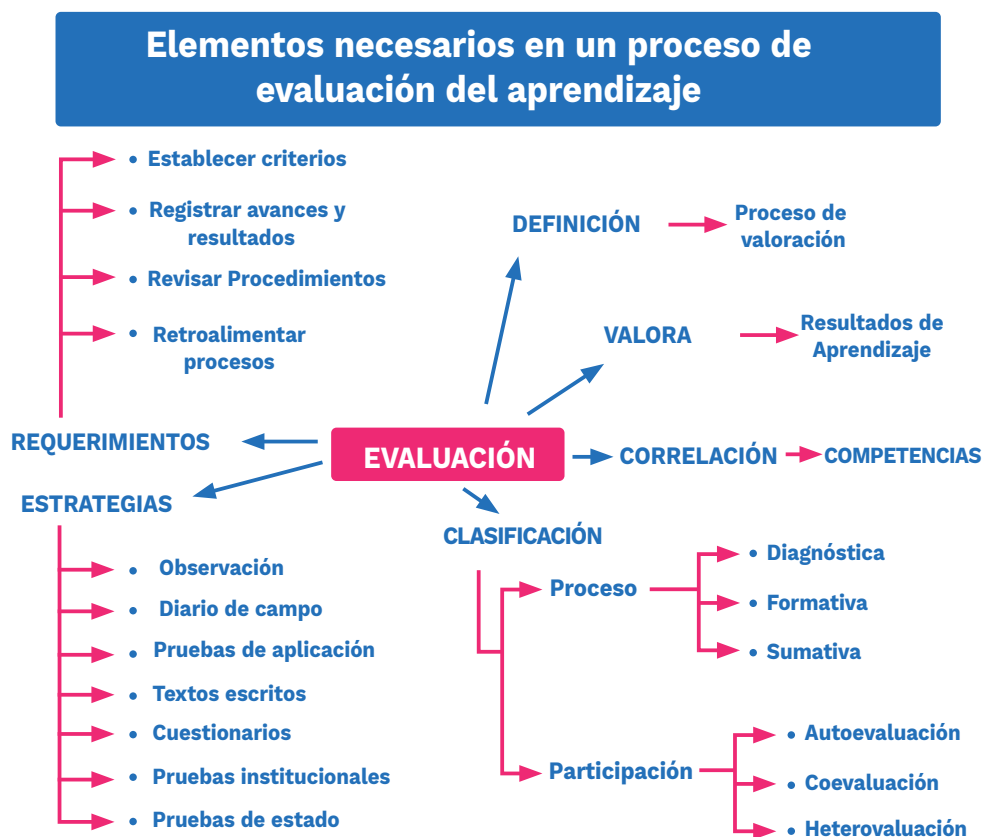 Elementos necesarios en un proceso de
evaluación del aprendizaje
• Establecer criterios
• Registrar avances y
resultados
• Revisar Procedimientos
• Retroalimentar
procesos
REQUERIMIENTOS
DEFINICIÓN
Proceso de
valoración
VALORA
Resultados de
Aprendizaje
EVALUACIÓN
CORRELACIÓN
COMPETENCIAS
ESTRATEGIAS
• Observación
• Diario de campo
• Pruebas de aplicación
• Textos escritos
• Cuestionarios
• Pruebas institucionales
• Pruebas de estado
CLASIFICACIÓN
Proceso
• Diagnóstica
• Formativa
• Sumativa
Participación
• Autoevaluación
• Coevaluación
• Heterovaluación